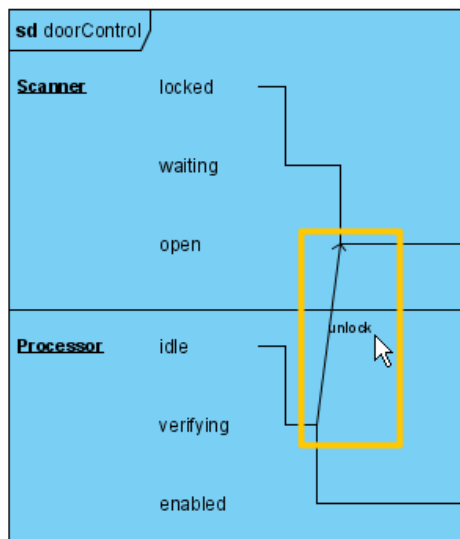 sd doorControl
Scanner
locked
waiting
open
unlock
Processor
idle
verifying
enabled